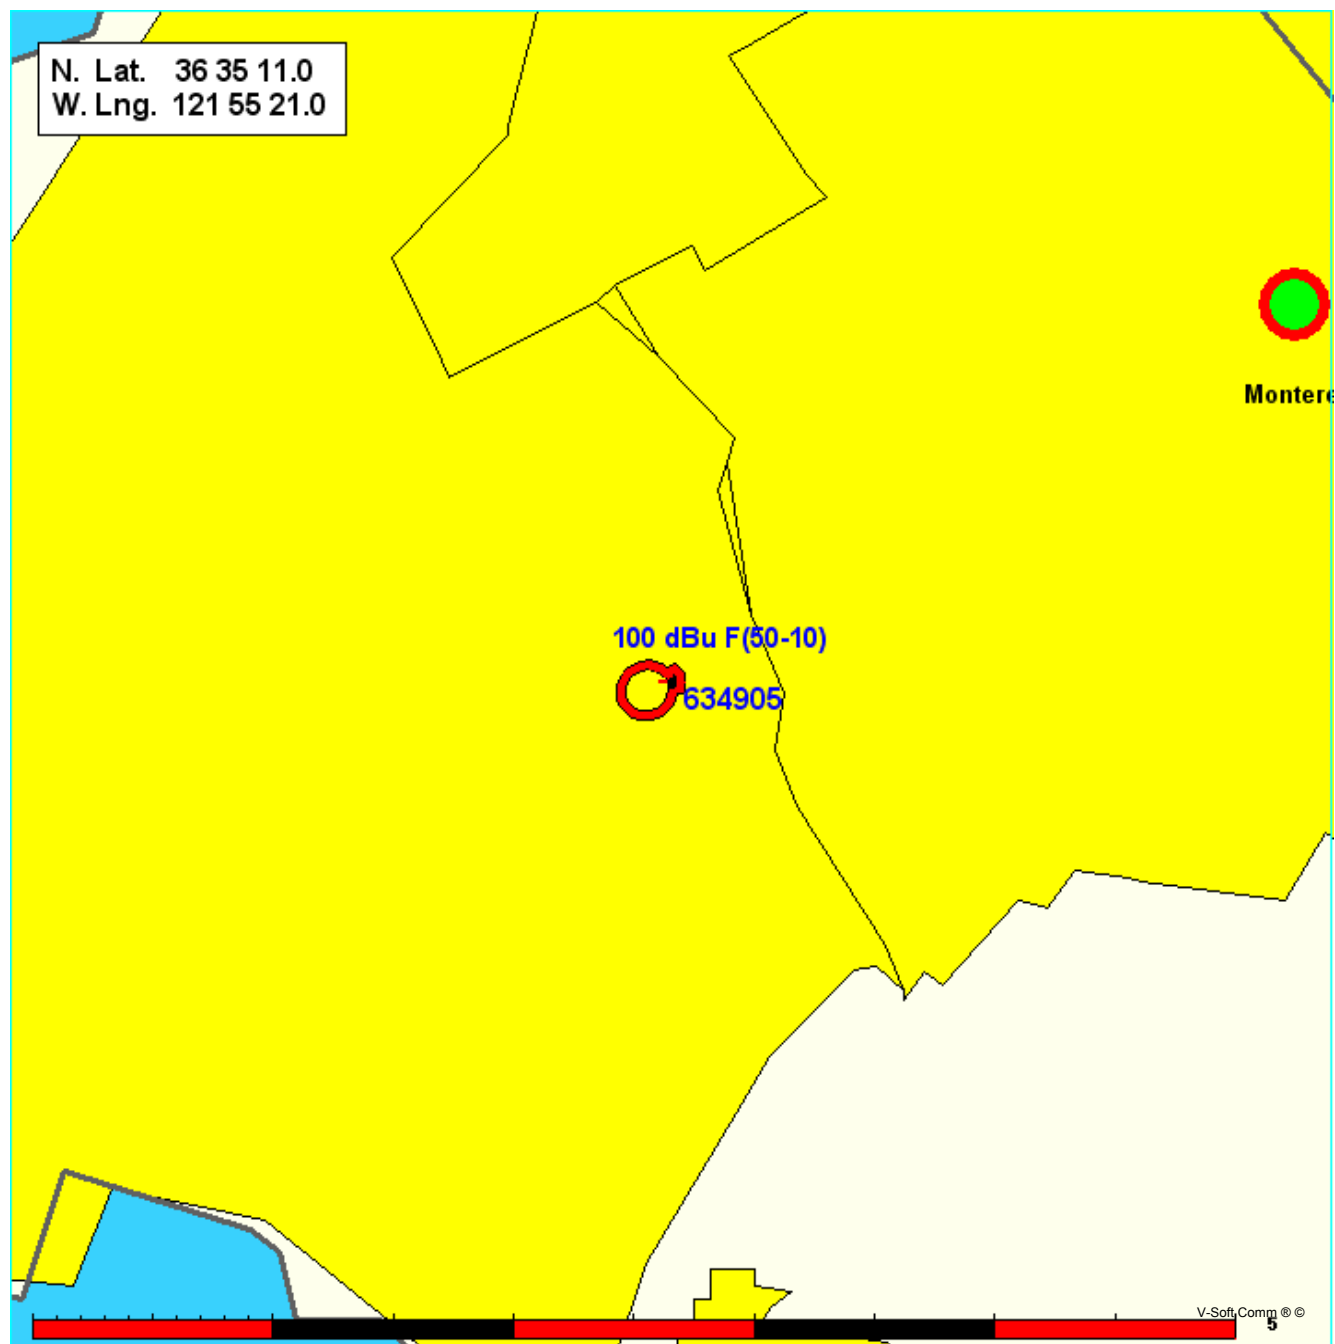 N. Lat. 36 35 11.0
W. Lng. 121 55 21.0
Montere
100 dBu F(50-10)
634905
V-Soft Comm ® ©
5